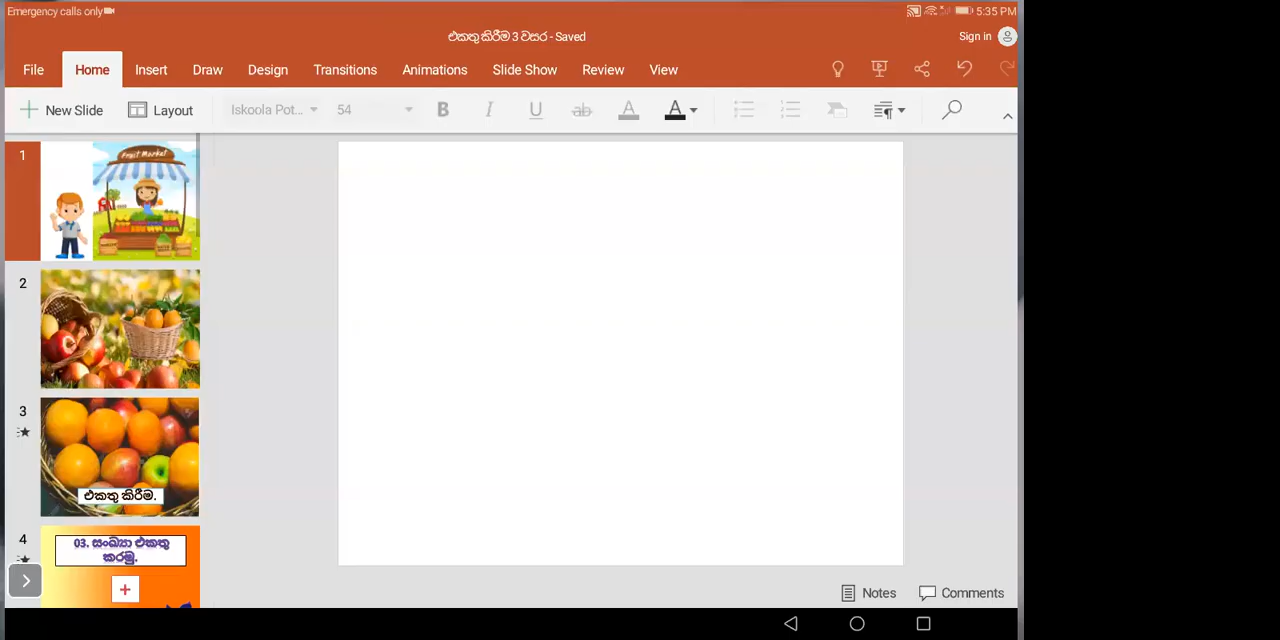 Emergency calls only
5:35 PM
එකතු කිරීම 3 වසර - Saved
Sign in
File
Home
Insert
Draw
Design
Transitions
Animations
Slide Show
Review
View
New Slide
Layout
Iskoola Pot...
54
B
I
U
ab
A
A
1
Fruit Market
2
3
එකතු කිරීම.
4
03. සංඛ්‍යා එකතු
කරමු.
+
Notes
Comments